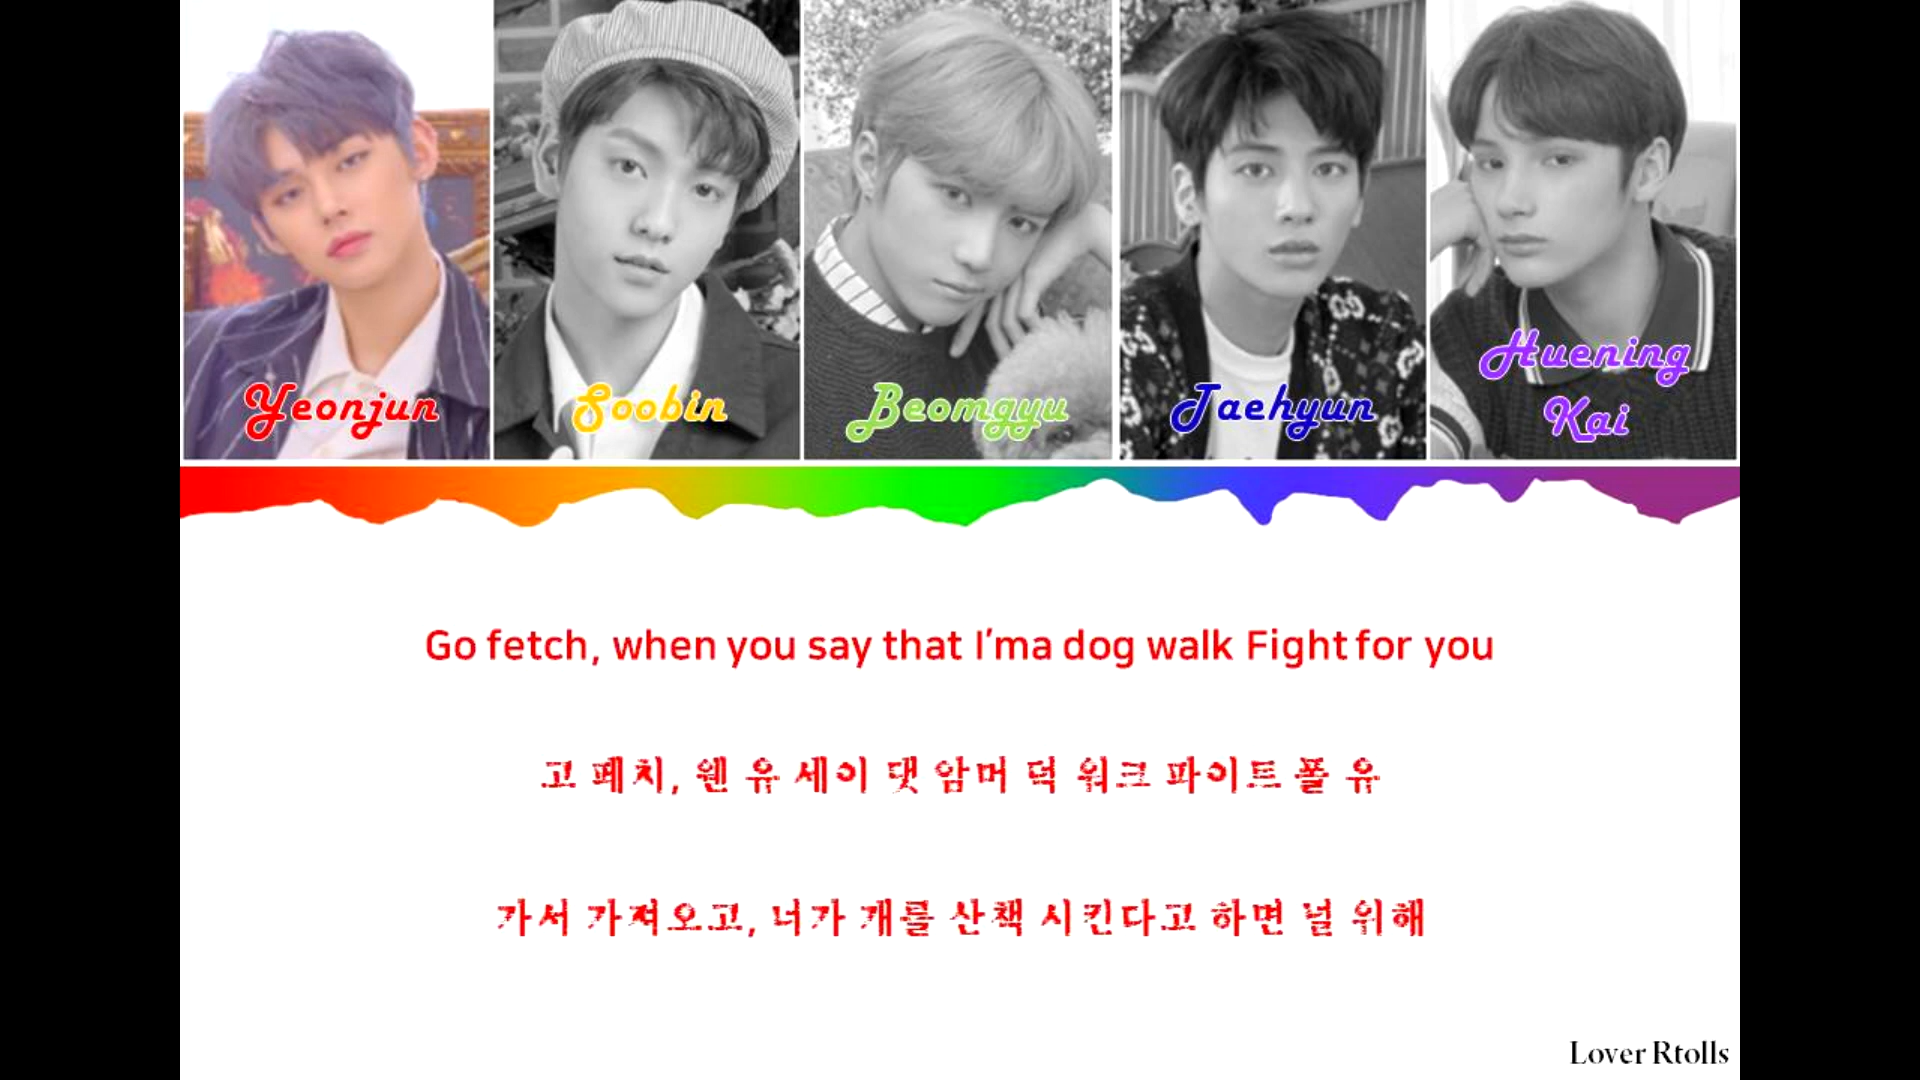 Yeonjun
Soobin
Beomgyu
Taehyun
Huening
Kai
Go fetch, when you say that I'ma dog walk Fight for you
고 페치, 웬 유 세이 댓 암머 덕 워크 파이트 폴 유
가서 가져오고, 너가 개를 산책 시킨다고 하면 널 위해
Lover Rtolls